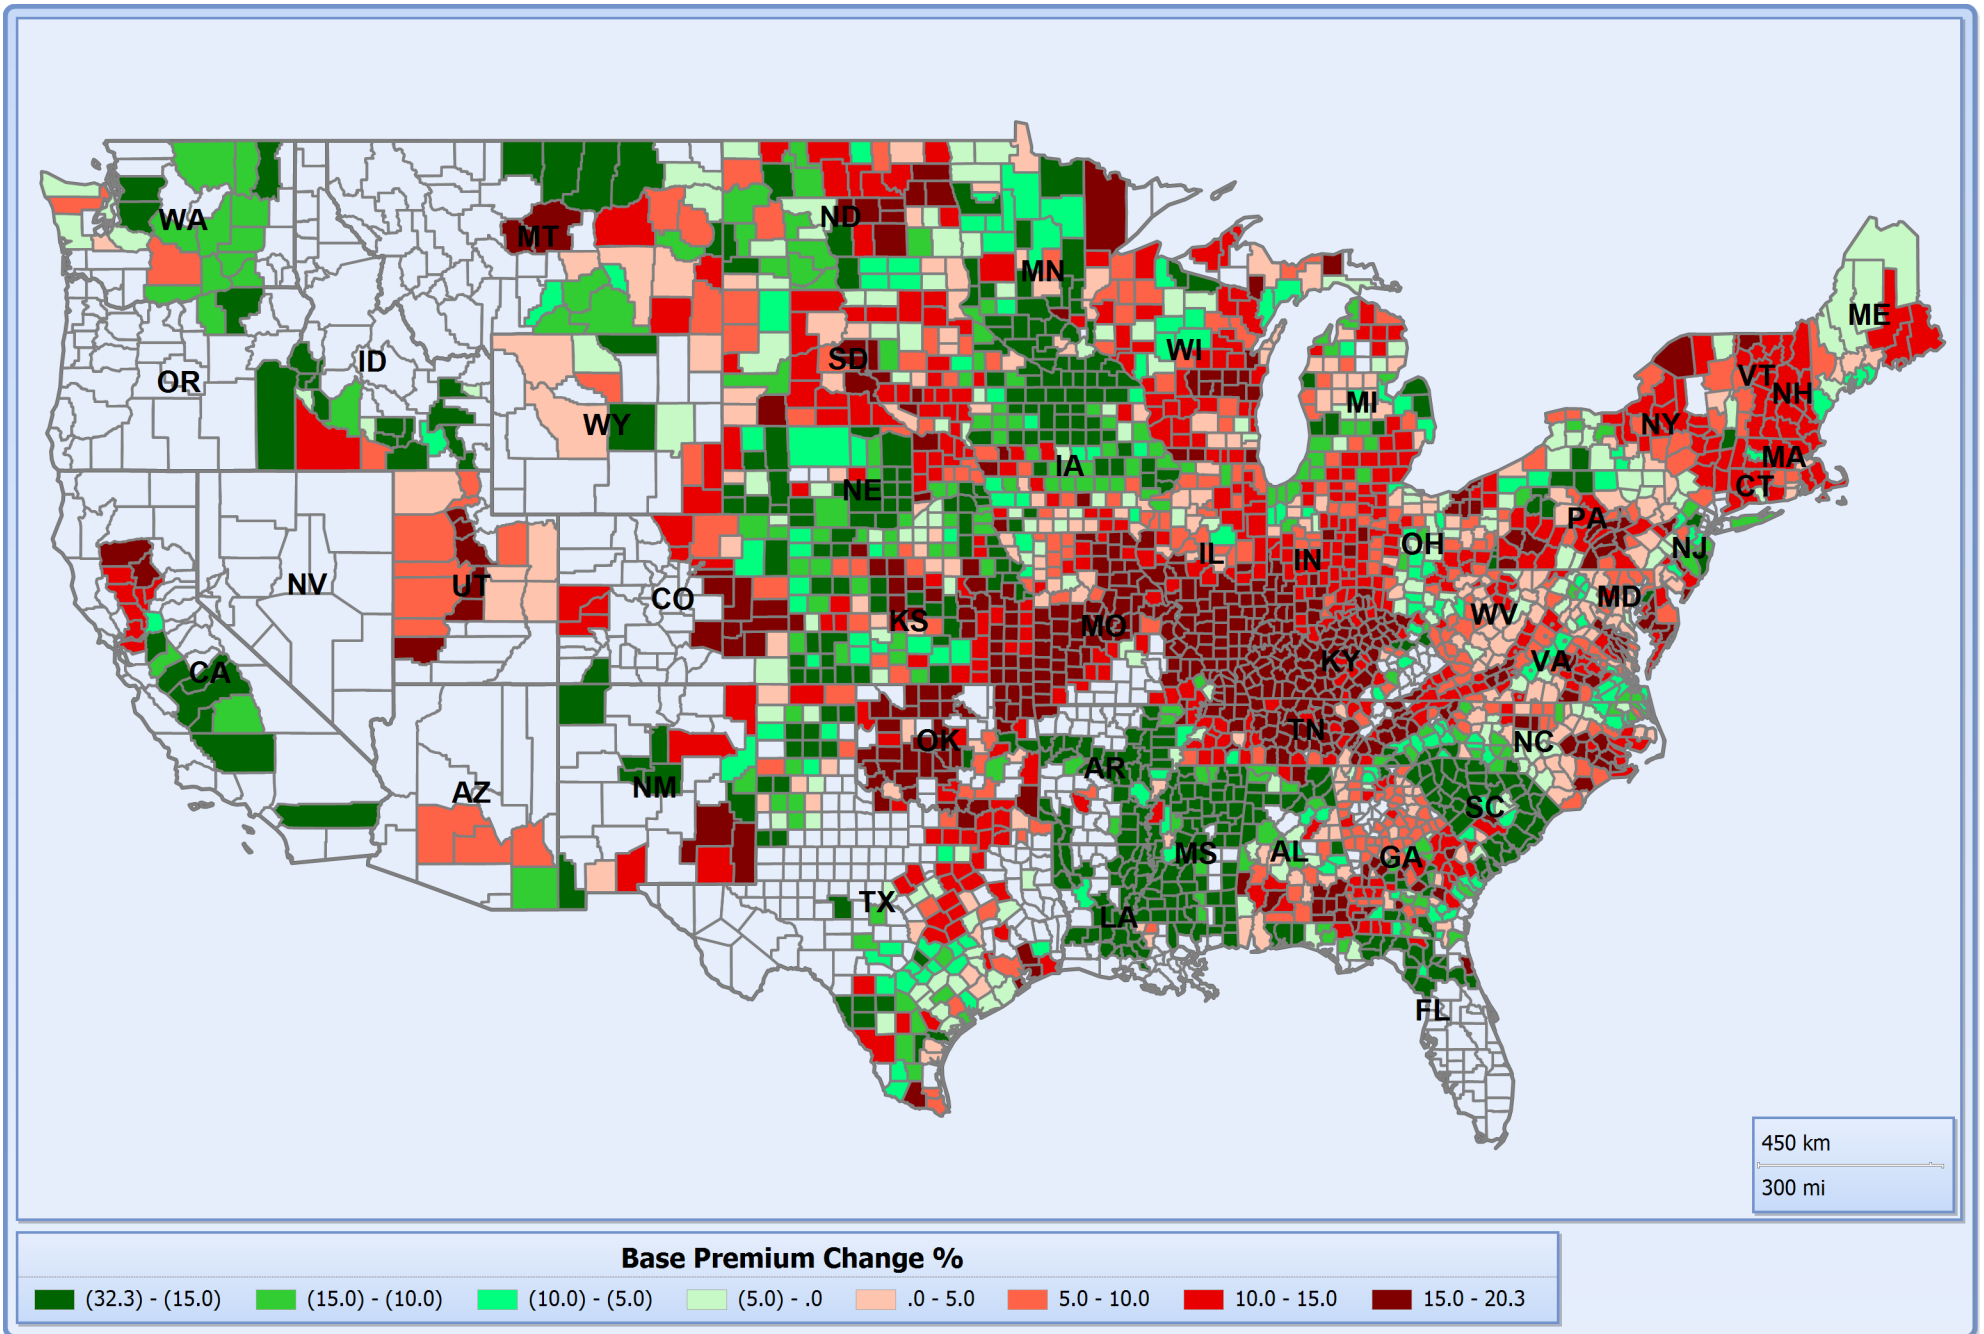 WA
MT
ND
MN
ME
ID
OR
SD
WI
VT
NH
MI
WY
NY
IA
MA
NE
CT
PA
OH
NJ
IL
IN
NV
UT
CO
KS
MO
WV
MD
CA
KY
VA
OK
TN
NC
AR
AZ
NM
SC
MS
AL
GA
TX
LA
FL
450 km
300 mi
Base Premium Change %
(32.3) - (15.0)
(15.0) - (10.0)
(10.0) - (5.0)
(5.0) - .0
.0 - 5.0
5.0 - 10.0
10.0 - 15.0
15.0 - 20.3